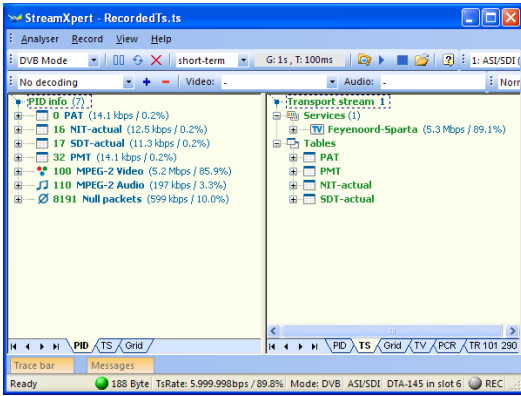 StreamXpert - RecordedTs.ts
Analyser Record View Help
DVB Mode short-term G: 1s, T: 100ms 1: ASI/SDI (
No decoding Video: - Audio: - Norr
PID info (7)
0 PAT (14.1 kbps / 0.2%)
16 NIT-actual (12.5 kbps / 0.2%)
17 SDT-actual (11.3 kbps / 0.2%)
32 PMT (14.1 kbps / 0.2%)
100 MPEG-2 Video (5.2 Mbps / 85.9%)
110 MPEG-2 Audio (197 kbps / 3.3%)
8191 Null packets (599 kbps / 10.0%)
PID TS Grid
Transport stream 1
Services (1)
TV Feyenoord-Sparta (5.3 Mbps / 89.1%)
Tables
PAT
PMT
NIT-actual
SDT-actual
PID TS Grid TV PCR TR 101 290
Trace bar Messages
Ready 188 Byte TsRate: 5.999.998bps / 89.8% Mode: DVB ASI/SDI DTA-145 in slot 6 REC